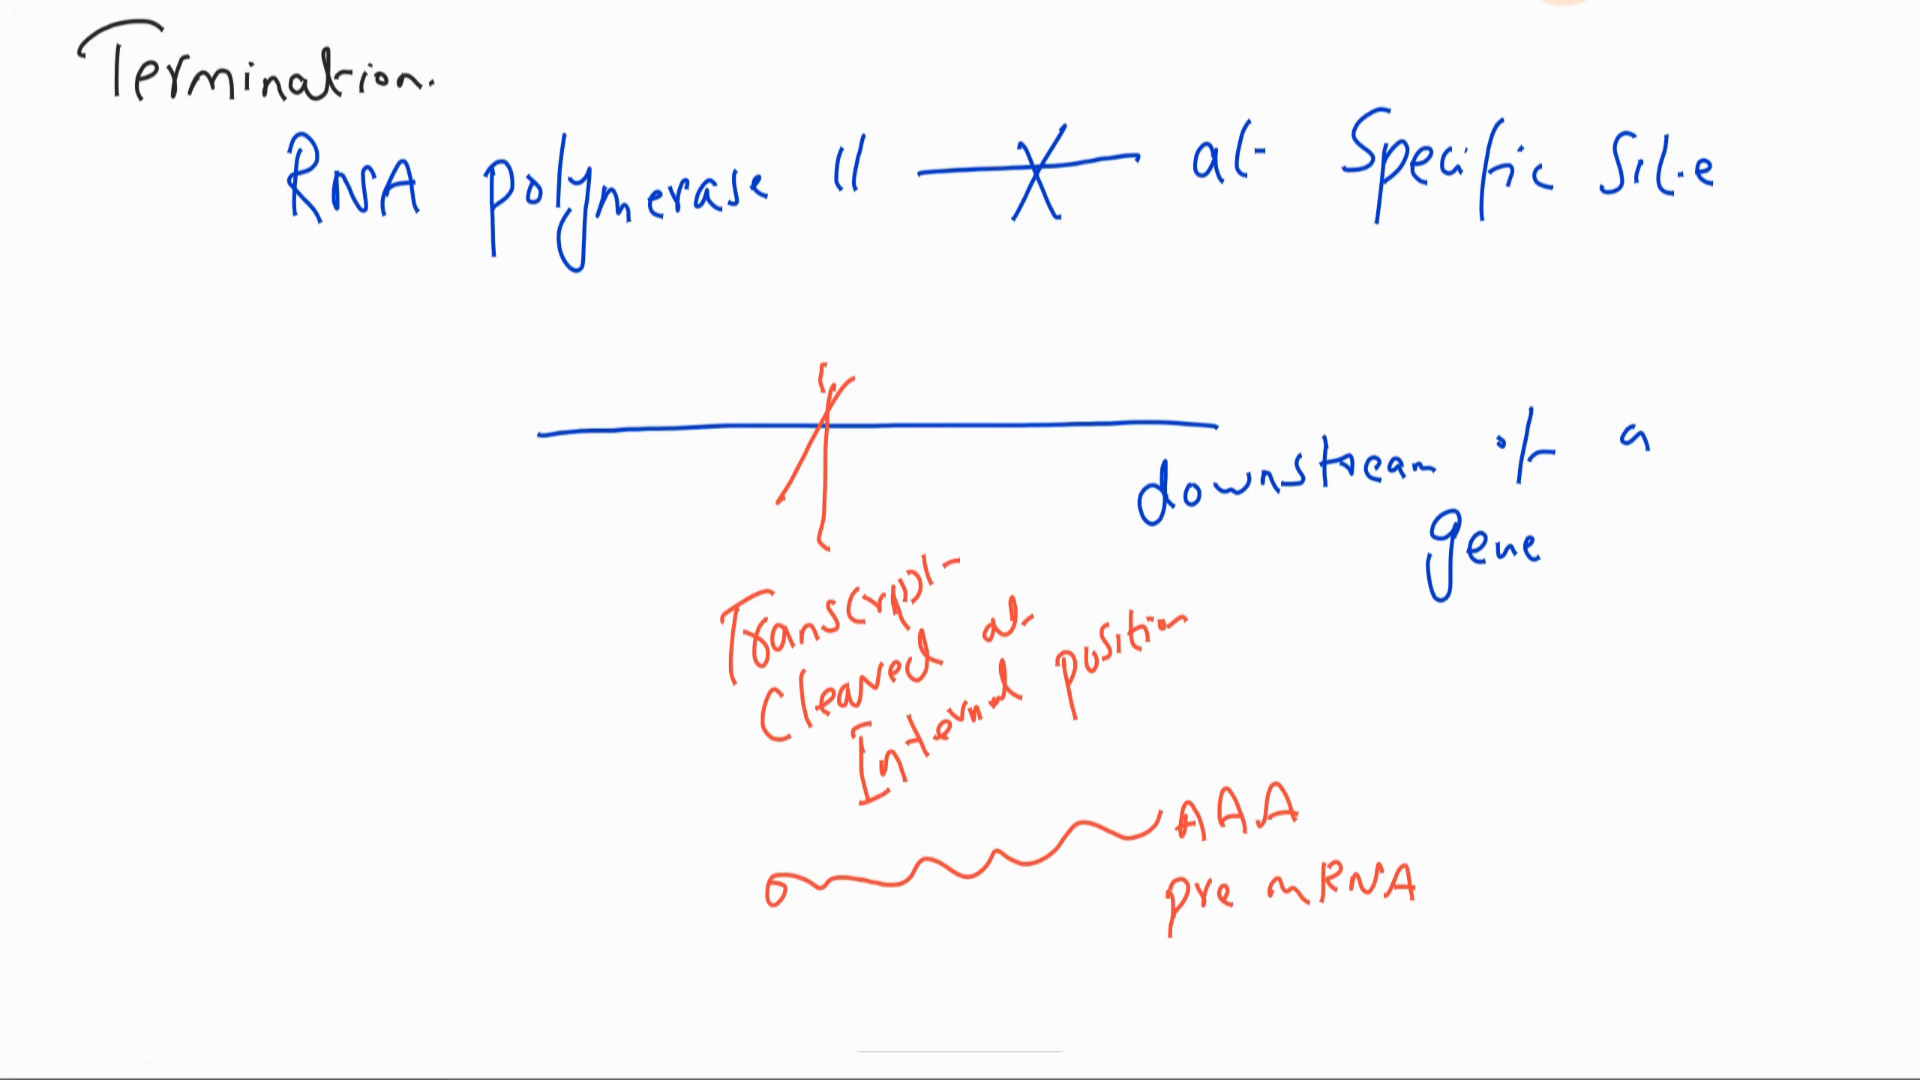 Termination.
RNA polymerase II at Specific Site
downstream of a
gene
Transcript
Cleaved at
Internal position
AAA
pre mRNA